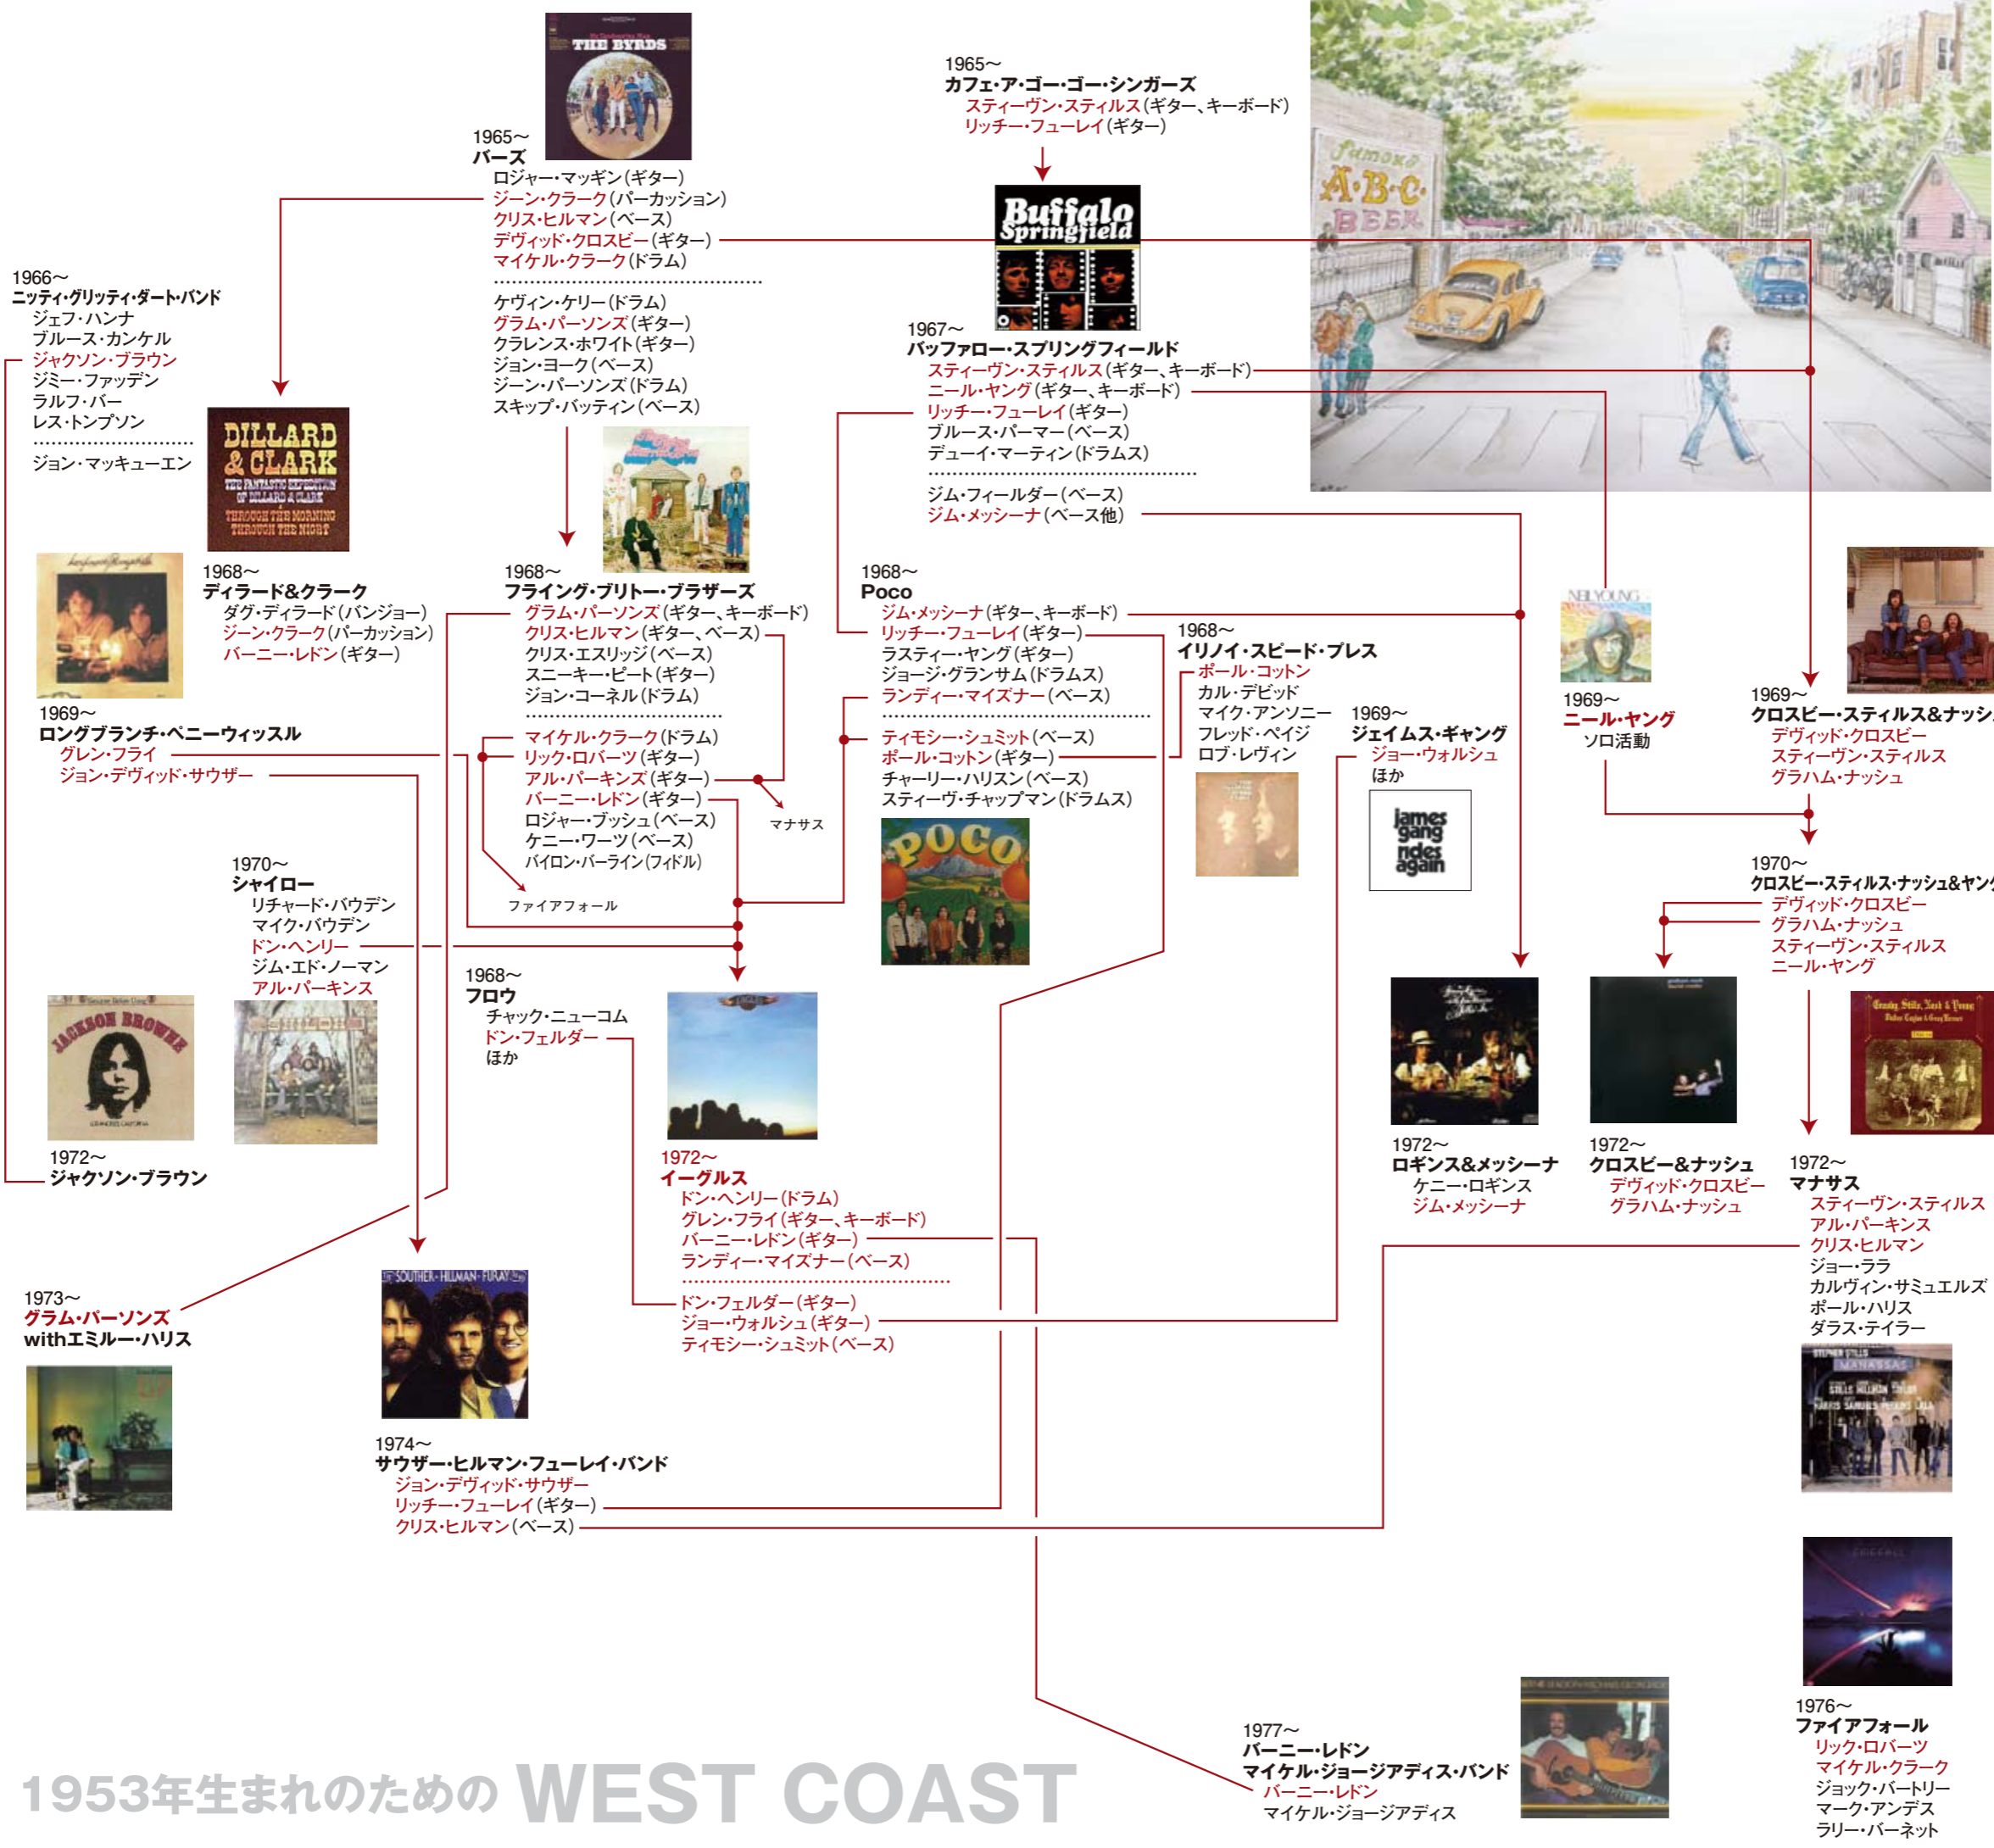 Mr. Tambourine Man
THE BYRDS
1965〜
バーズ
ロジャー・マッギン(ギター)
ジーン・クラーク(パーカッション)
クリス・ヒルマン(ベース)
デヴィッド・クロスビー(ギター)
マイケル・クラーク(ドラム)
ケヴィン・ケリー(ドラム)
グラム・パーソンズ(ギター)
クラレンス・ホワイト(ギター)
ジョン・ヨーク(ベース)
ジーン・パーソンズ(ドラム)
スキップ・バッティン(ベース)
1965〜
カフェ・ア・ゴー・ゴー・シンガーズ
スティーヴン・スティルス(ギター、キーボード)
リッチー・フューレイ(ギター)
Buffalo
Springfield
1967〜
バッファロー・スプリングフィールド
スティーヴン・スティルス(ギター、キーボード)
ニール・ヤング(ギター、キーボード)
リッチー・フューレイ(ギター)
ブルース・パーマー(ベース)
デューイ・マーティン(ドラムス)
ジム・フィールダー(ベース)
ジム・メッシーナ(ベース他)
A・B・C・
BEER
1966〜
ニッティ・グリッティ・ダート・バンド
ジェフ・ハンナ
ブルース・カンケル
ジャクソン・ブラウン
ジミー・ファッデン
ラルフ・バー
レス・トンプソン
ジョン・マッキューエン
DILLARD
& CLARK
THE FANTASTIC EXPEDITION
OF DILLARD & CLARK
THROUGH THE MORNING
THROUGH THE NIGHT
1968〜
ディラード&クラーク
ダグ・ディラード(バンジョー)
ジーン・クラーク(パーカッション)
バーニー・レドン(ギター)
1969〜
ロングブランチ・ペニーウィッスル
グレン・フライ
ジョン・デヴィッド・サウザー
1968〜
フライング・ブリトー・ブラザーズ
グラム・パーソンズ(ギター、キーボード)
クリス・ヒルマン(ギター、ベース)
クリス・エスリッジ(ベース)
スニーキー・ピート(ギター)
ジョン・コーネル(ドラム)
マイケル・クラーク(ドラム)
リック・ロバーツ(ギター)
アル・パーキンズ(ギター)
バーニー・レドン(ギター)
ロジャー・ブッシュ(ベース)
ケニー・ワーツ(ベース)
バイロン・バーライン(フィドル)
マナサス
ファイアフォール
1968〜
Poco
ジム・メッシーナ(ギター、キーボード)
リッチー・フューレイ(ギター)
ラスティー・ヤング(ギター)
ジョージ・グランサム(ドラムス)
ランディー・マイズナー(ベース)
ティモシー・シュミット(ベース)
ポール・コットン(ギター)
チャーリー・ハリスン(ベース)
スティーヴ・チャップマン(ドラムス)
POCO
1968〜
イリノイ・スピード・プレス
ポール・コットン
カル・デビッド
マイク・アンソニー
フレッド・ペイジ
ロブ・レヴィン
1969〜
ジェイムス・ギャング
ジョー・ウォルシュ
ほか
james
gang
rides
again
NEIL YOUNG
1969〜
ニール・ヤング
ソロ活動
1969〜
クロスビー・スティルス&ナッシュ
デヴィッド・クロスビー
スティーヴン・スティルス
グラハム・ナッシュ
1970〜
クロスビー・スティルス・ナッシュ&ヤング
デヴィッド・クロスビー
グラハム・ナッシュ
スティーヴン・スティルス
ニール・ヤング
Crosby, Stills, Nash & Young
Dallas Taylor & Greg Reeves
1970〜
シャイロー
リチャード・バウデン
マイク・バウデン
ドン・ヘンリー
ジム・エド・ノーマン
アル・パーキンス
SHILOH
1968〜
フロウ
チャック・ニューコム
ドン・フェルダー
ほか
JACKSON BROWNE
1972〜
ジャクソン・ブラウン
EAGLES
1972〜
イーグルス
ドン・ヘンリー(ドラム)
グレン・フライ(ギター、キーボード)
バーニー・レドン(ギター)
ランディー・マイズナー(ベース)
ドン・フェルダー(ギター)
ジョー・ウォルシュ(ギター)
ティモシー・シュミット(ベース)
1972〜
ロギンス&メッシーナ
ケニー・ロギンス
ジム・メッシーナ
1972〜
クロスビー&ナッシュ
デヴィッド・クロスビー
グラハム・ナッシュ
1972〜
マナサス
スティーヴン・スティルス
アル・パーキンス
クリス・ヒルマン
ジョー・ララ
カルヴィン・サミュエルズ
ポール・ハリス
ダラス・テイラー
STEPHEN STILLS
MANASSAS
STILLS HILLMAN TAYLOR
HARRIS SAMUELS PERKINS LALA
1973〜
グラム・パーソンズ
withエミルー・ハリス
SOUTHER・HILLMAN・FURAY
1974〜
サウザー・ヒルマン・フューレイ・バンド
ジョン・デヴィッド・サウザー
リッチー・フューレイ(ギター)
クリス・ヒルマン(ベース)
FIREFALL
1976〜
ファイアフォール
リック・ロバーツ
マイケル・クラーク
ジョック・バートリー
マーク・アンデス
ラリー・バーネット
1977〜
バーニー・レドン
マイケル・ジョージアディス・バンド
バーニー・レドン
マイケル・ジョージアディス
1953年生まれのための WEST COAST